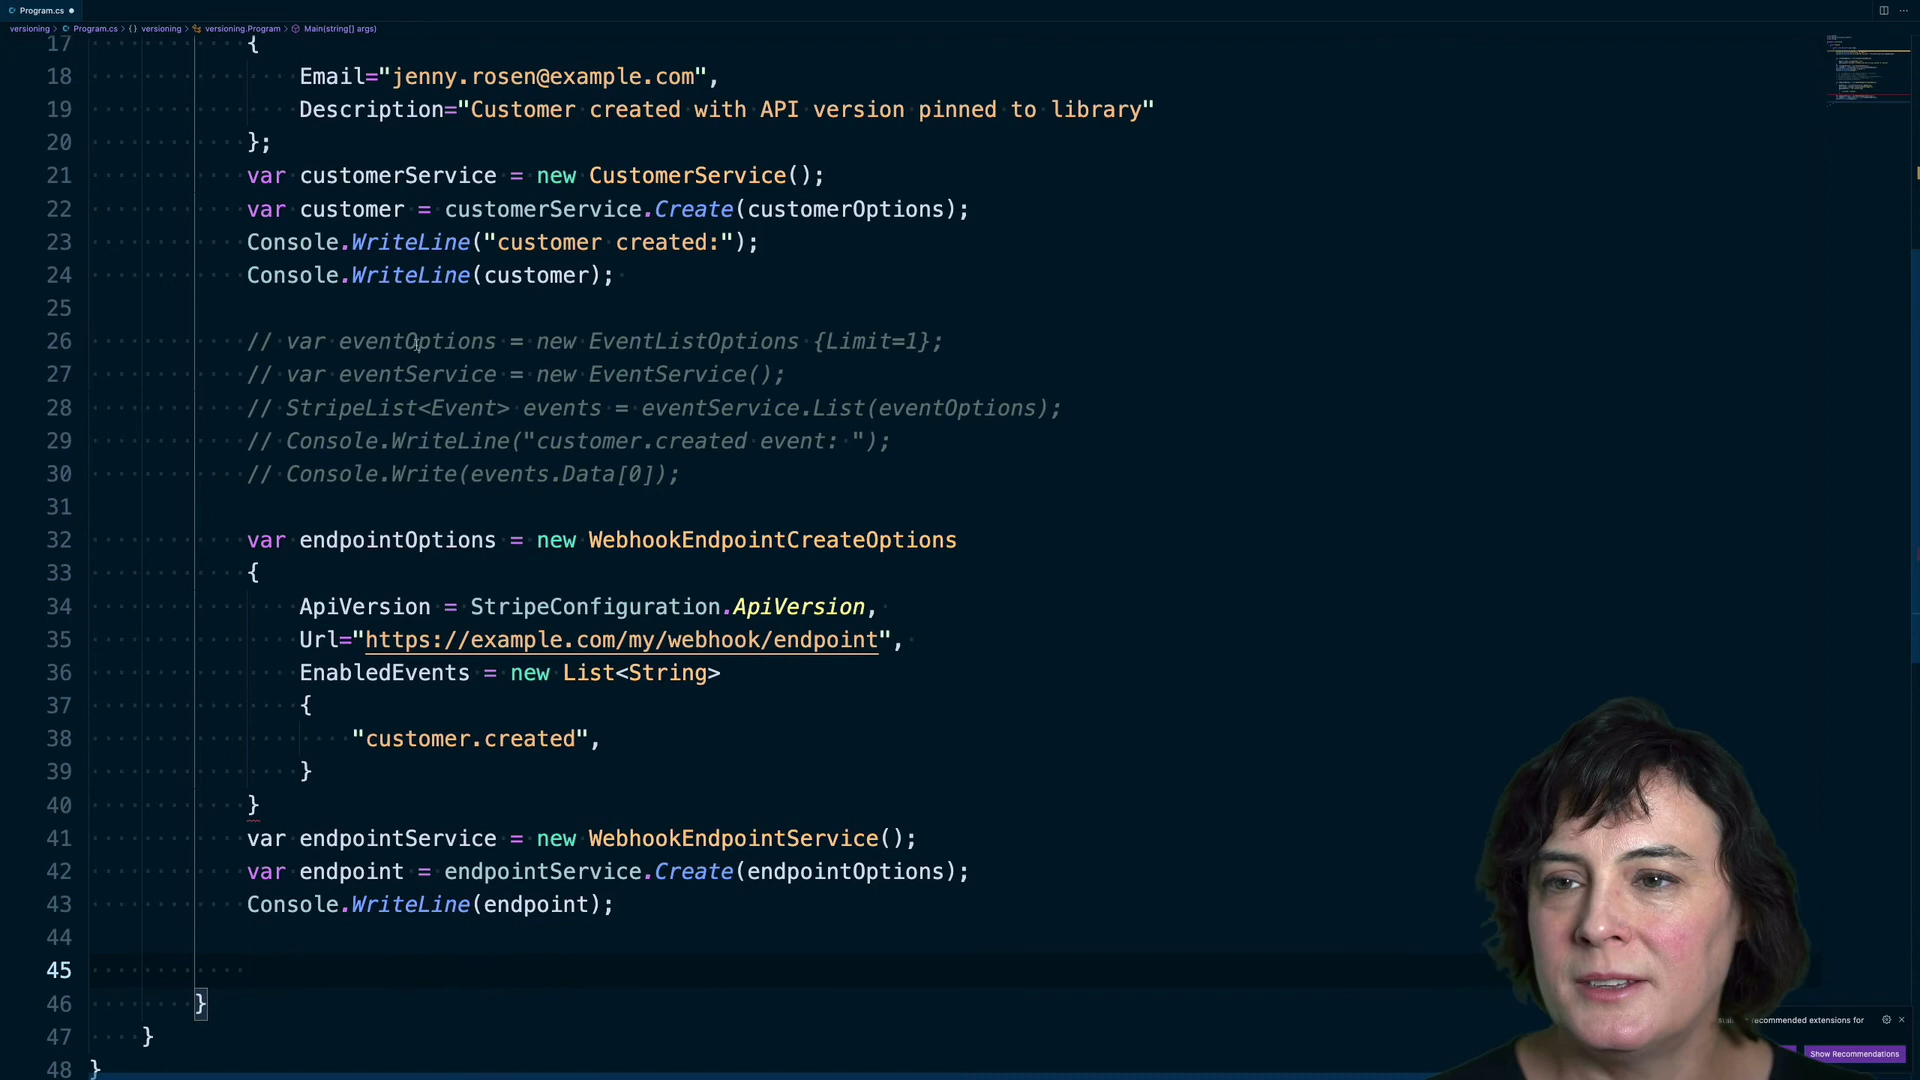 Program.cs
versioning > Program.cs > {} versioning > versioning.Program > Main(string[] args)
17 {
18 Email="jenny.rosen@example.com",
19 Description="Customer created with API version pinned to library"
20 };
21 var customerService = new CustomerService();
22 var customer = customerService.Create(customerOptions);
23 Console.WriteLine("customer created:");
24 Console.WriteLine(customer);
25
26 // var eventOptions = new EventListOptions {Limit=1};
27 // var eventService = new EventService();
28 // StripeList<Event> events = eventService.List(eventOptions);
29 // Console.WriteLine("customer.created event: ");
30 // Console.Write(events.Data[0]);
31
32 var endpointOptions = new WebhookEndpointCreateOptions
33 {
34 ApiVersion = StripeConfiguration.ApiVersion,
35 Url="https://example.com/my/webhook/endpoint",
36 EnabledEvents = new List<String>
37 {
38 "customer.created",
39 }
40 }
41 var endpointService = new WebhookEndpointService();
42 var endpoint = endpointService.Create(endpointOptions);
43 Console.WriteLine(endpoint);
44
45
46 }
47 }
48 }
recommended extensions for
Show Recommendations